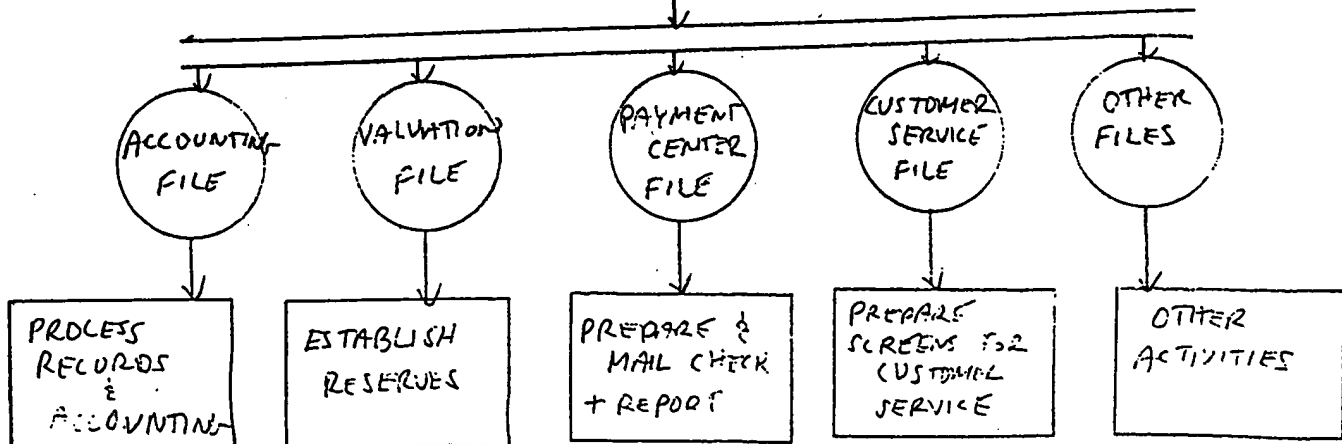 ACCOUNTING
FILE
VALUATION
FILE
PAYMENT
CENTER
FILE
CUSTOMER
SERVICE
FILE
OTHER
FILES
PROCESS
RECORDS
&
ACCOUNTING
ESTABLISH
RESERVES
PREPARE &
MAIL CHECK
+ REPORT
PREPARE
SCREENS FOR
CUSTOMER
SERVICE
OTHER
ACTIVITIES